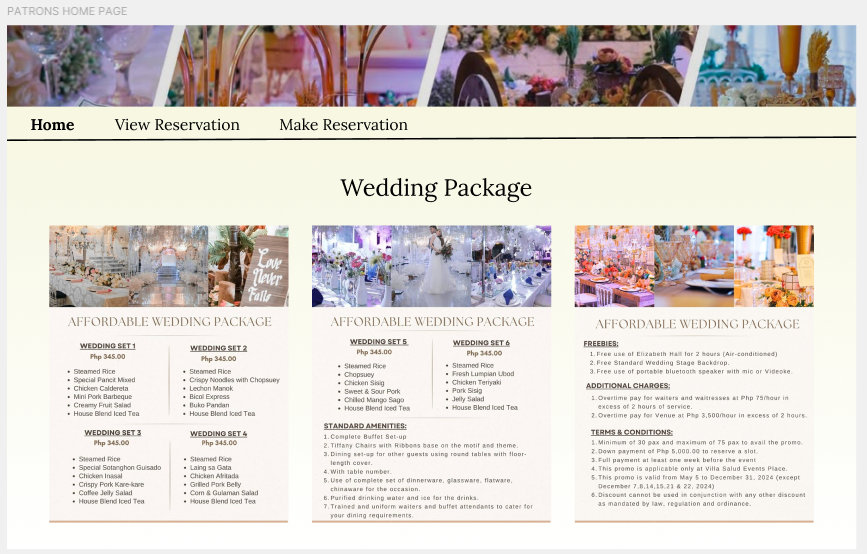 PATRONS HOME PAGE
Home
View Reservation
Make Reservation
Wedding Package
Love
Never
Fails
AFFORDABLE WEDDING PACKAGE
WEDDING SET 1
Php 345.00
Steamed Rice
Special Pancit Mixed
Chicken Caldereta
Mini Pork Barbeque
Creamy Fruit Salad
House Blend Iced Tea
WEDDING SET 2
Php 345.00
Steamed Rice
Crispy Noodles with Chopsuey
Lechon Manok
Bicol Express
Buko Pandan
House Blend Iced Tea
WEDDING SET 3
Php 345.00
Steamed Rice
Special Sotanghon Guisado
Chicken Inasal
Crispy Pork Kare-kare
Coffee Jelly Salad
House Blend Iced Tea
WEDDING SET 4
Php 345.00
Steamed Rice
Laing sa Gata
Chicken Afritada
Grilled Pork Belly
Corn & Gulaman Salad
House Blend Iced Tea
AFFORDABLE WEDDING PACKAGE
WEDDING SET 5
Php 345.00
Steamed Rice
Chopsuey
Chicken Sisig
Sweet & Sour Pork
Chilled Mango Sago
House Blend Iced Tea
WEDDING SET 6
Php 345.00
Steamed Rice
Fresh Lumpian Ubod
Chicken Teriyaki
Pork Sisig
Jelly Salad
House Blend Iced Tea
STANDARD AMENITIES:
1. Complete Buffet Set-up
2. Tiffany Chairs with Ribbons base on the motif and theme.
3. Dining set-up for other guests using round tables with floor-
length cover.
4. With table number.
5. Use of complete set of dinnerware, glassware, flatware,
chinaware for the occasion.
6. Purified drinking water and ice for the drinks.
7. Trained and uniform waiters and buffet attendants to cater for
your dining requirements.
AFFORDABLE WEDDING PACKAGE
FREEBIES:
1. Free use of Elizabeth Hall for 2 hours (Air-conditioned)
2. Free Standard Wedding Stage Backdrop.
3. Free use of portable bluetooth speaker with mic or Videoke.
ADDITIONAL CHARGES:
1. Overtime pay for waiters and waitresses at Php 75/hour in
excess of 2 hours of service.
2. Overtime pay for Venue at Php 3,500/hour in excess of 2 hours.
TERMS & CONDITIONS:
1. Minimum of 30 pax and maximum of 75 pax to avail the promo.
2. Down payment of Php 5,000.00 to reserve a slot.
3. Full payment at least one week before the event
4. This promo is applicable only at Villa Salud Events Place.
5. This promo is valid from May 5 to December 31, 2024 (except
December 7,8,14,15,21 & 22, 2024)
6. Discount cannot be used in conjunction with any other discount
as mandated by law, regulation and ordinance.